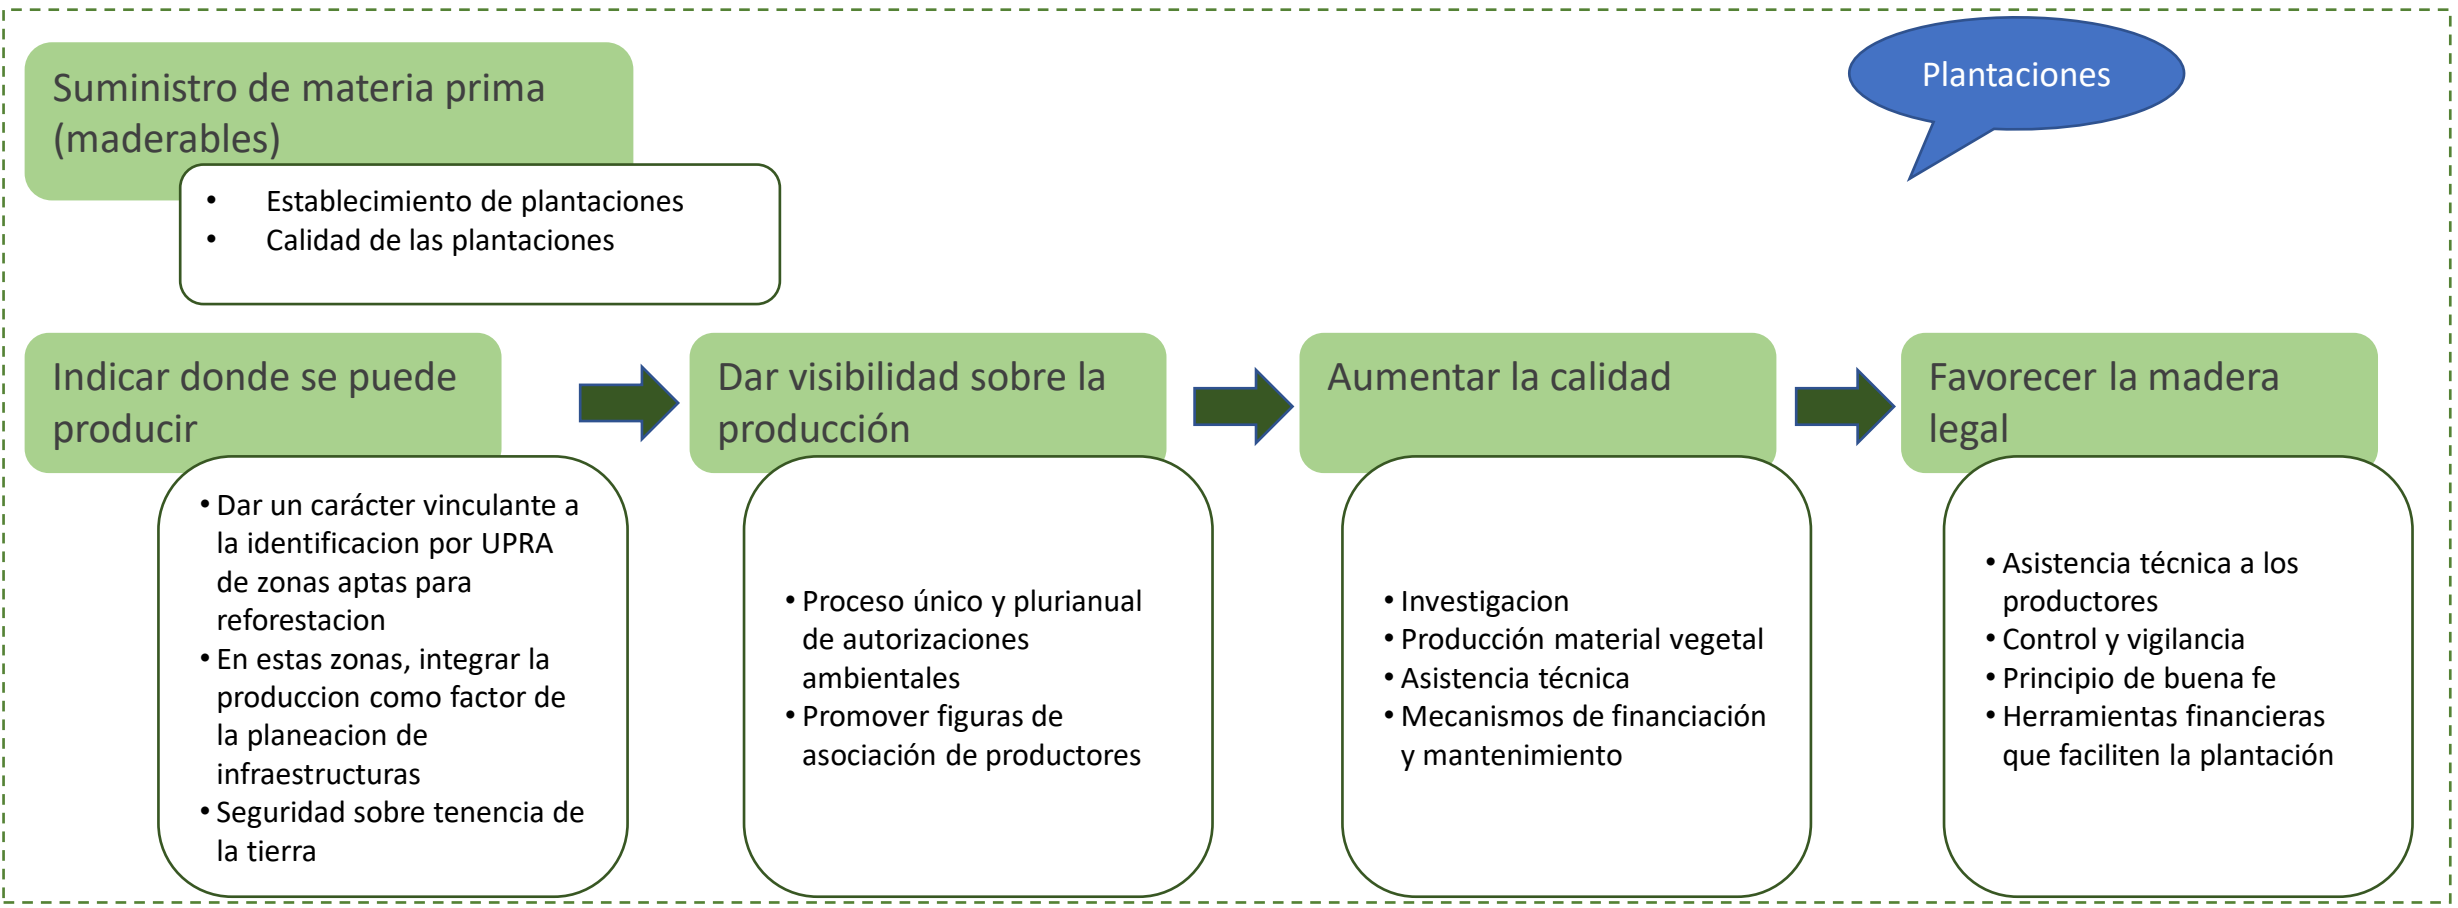 Suministro de materia prima
(maderables)
• Establecimiento de plantaciones
• Calidad de las plantaciones
Plantaciones
Indicar donde se puede
producir
• Dar un carácter vinculante a
la identificacion por UPRA
de zonas aptas para
reforestacion
• En estas zonas, integrar la
produccion como factor de
la planeacion de
infraestructuras
• Seguridad sobre tenencia de
la tierra
Dar visibilidad sobre la
producción
• Proceso único y plurianual
de autorizaciones
ambientales
• Promover figuras de
asociación de productores
Aumentar la calidad
• Investigacion
• Producción material vegetal
• Asistencia técnica
• Mecanismos de financiación
y mantenimiento
Favorecer la madera
legal
• Asistencia técnica a los
productores
• Control y vigilancia
• Principio de buena fe
• Herramientas financieras
que faciliten la plantación